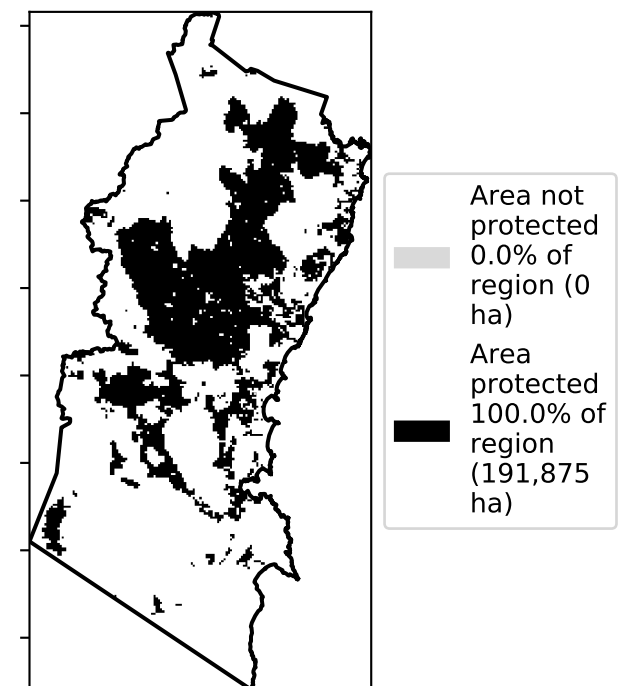 Area not
protected
0.0% of
region (0
ha)
Area
protected
100.0% of
region
(191,875
ha)